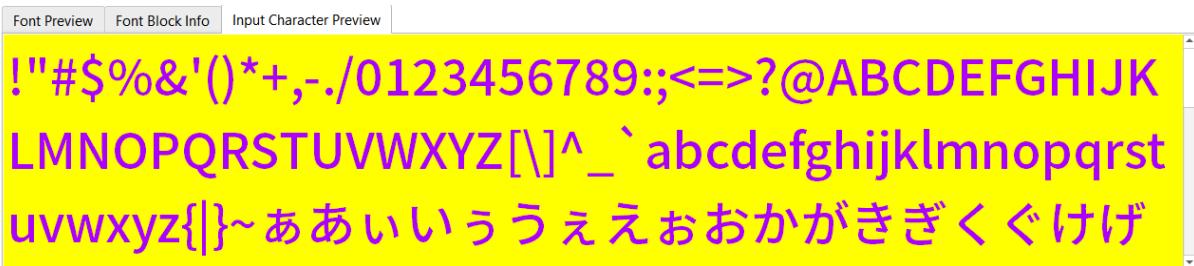 Font Preview Font Block Info Input Character Preview
!"#$%&'()*+,-./0123456789:;<=>?@ABCDEFGHIJK
LMNOPQRSTUVWXYZ[\]^_`abcdefghijklmnopqrst
uvwxyz{|}~ぁあぃいぅうぇえぉおかがきぎくぐけげ